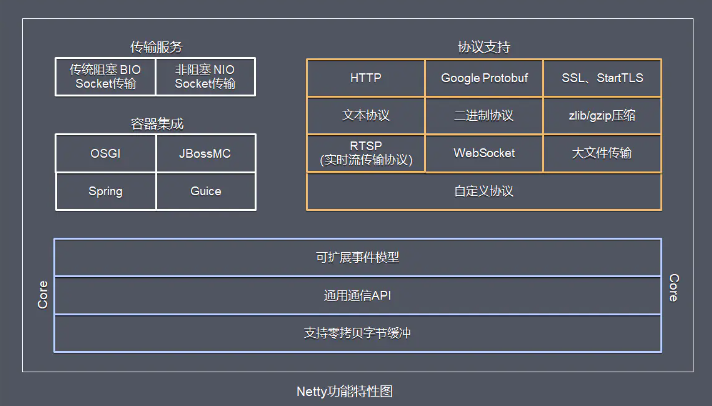 传输服务
传统阻塞 BIO
Socket传输
非阻塞 NIO
Socket传输
容器集成
OSGI
JBossMC
Spring
Guice
协议支持
HTTP
Google Protobuf
SSL、StartTLS
文本协议
二进制协议
zlib/gzip压缩
RTSP
(实时流传输协议)
WebSocket
大文件传输
自定义协议
Core
可扩展事件模型
通用通信API
支持零拷贝字节缓冲
Core
Netty功能特性图